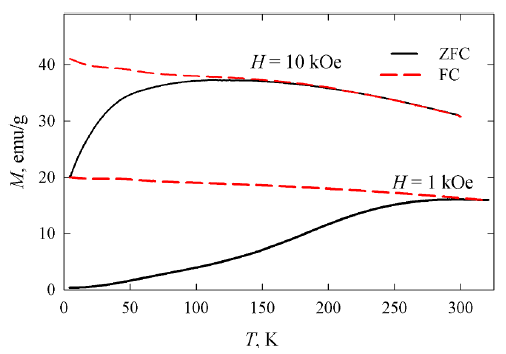 H = 10 kOe
ZFC
FC
H = 1 kOe
M, emu/g
40
30
20
10
0
0 50 100 150 200 250 300
T, K